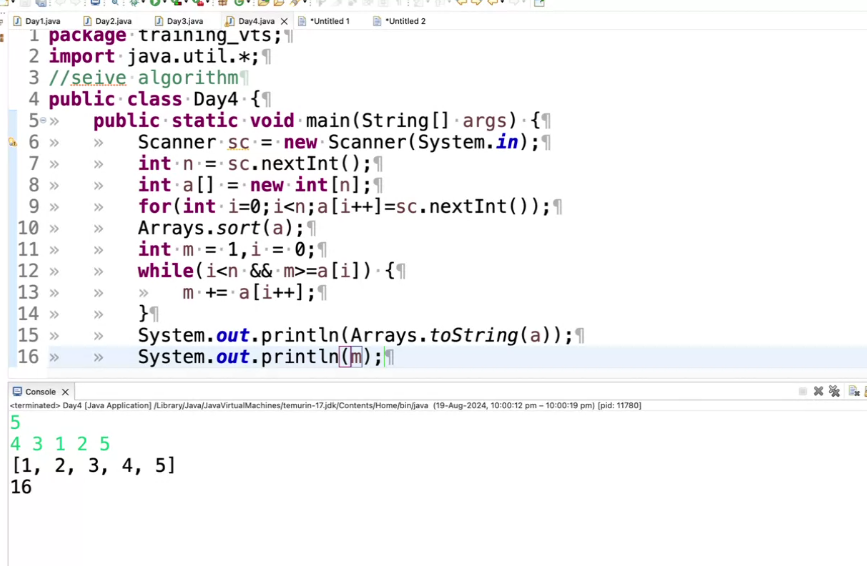 Day1.java Day2.java Day3.java Day4.java *Untitled 1 *Untitled 2
1 package training_vts;
2 import java.util.*;
3 //seive algorithm
4 public class Day4 {
5 public static void main(String[] args) {
6 Scanner sc = new Scanner(System.in);
7 int n = sc.nextInt();
8 int a[] = new int[n];
9 for(int i=0;i<n;a[i++]=sc.nextInt());
10 Arrays.sort(a);
11 int m = 1,i = 0;
12 while(i<n && m>=a[i]) {
13 m += a[i++];
14 }
15 System.out.println(Arrays.toString(a));
16 System.out.println(m);
Console
<terminated> Day4 [Java Application] /Library/Java/JavaVirtualMachines/temurin-17.jdk/Contents/Home/bin/java (19-Aug-2024, 10:00:12 pm – 10:00:19 pm) [pid: 11780]
5
4 3 1 2 5
[1, 2, 3, 4, 5]
16